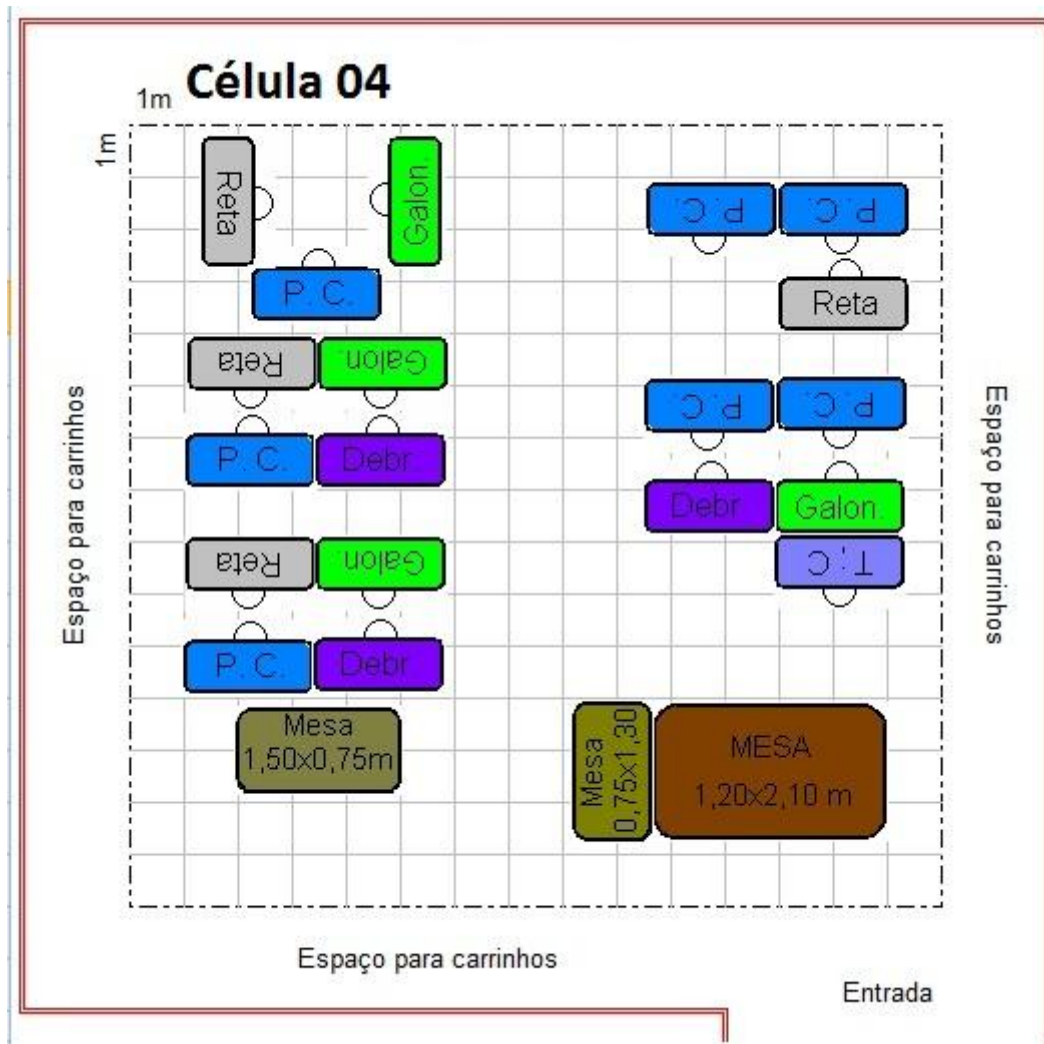 Célula 04
1m
1m
Reta
Galon.
P. C.
P. C.
P. C.
Reta
Reta
Galon.
P. C.
P. C.
P. C.
Debr.
Debr
Galon.
T; C
Reta
Galon.
P. C.
Debr
Mesa
1,50x0,75m
Mesa
0,75x1,30
MESA
1,20x2,10 m
Espaço para carrinhos
Espaço para carrinhos
Espaço para carrinhos
Entrada